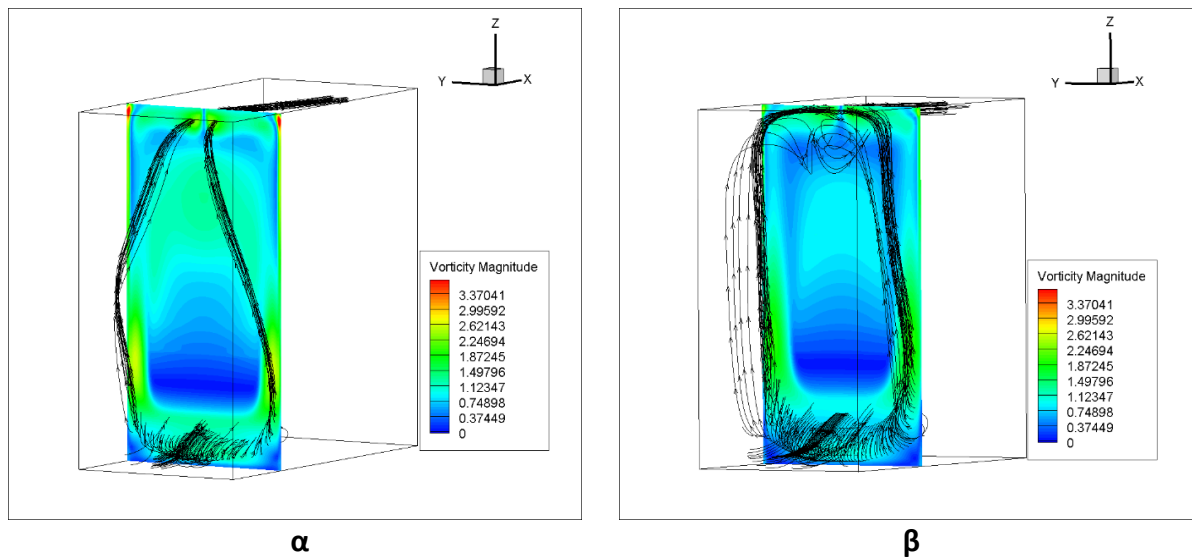 Z
Y
X
Vorticity Magnitude
3.37041
2.99592
2.62143
2.24694
1.87245
1.49796
1.12347
0.74898
0.37449
0
α
Z
Y
X
Vorticity Magnitude
3.37041
2.99592
2.62143
2.24694
1.87245
1.49796
1.12347
0.74898
0.37449
0
β